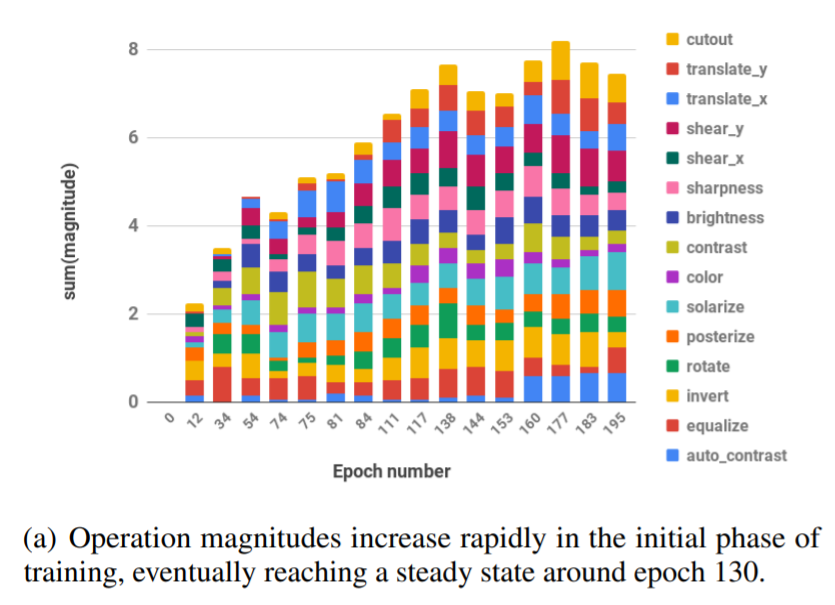 8
6
4
2
0
sum(magnitude)
0 12 34 54 74 75 81 84 111 117 138 144 153 160 177 183 195
Epoch number
cutout
translate_y
translate_x
shear_y
shear_x
sharpness
brightness
contrast
color
solarize
posterize
rotate
invert
equalize
auto_contrast
(a) Operation magnitudes increase rapidly in the initial phase of
training, eventually reaching a steady state around epoch 130.